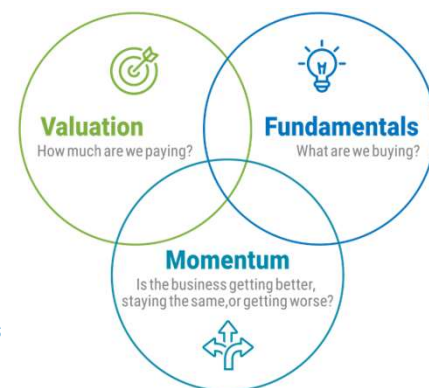 Valuation
How much are we paying?
Fundamentals
What are we buying?
Momentum
Is the business getting better,
staying the same,or getting worse?
s